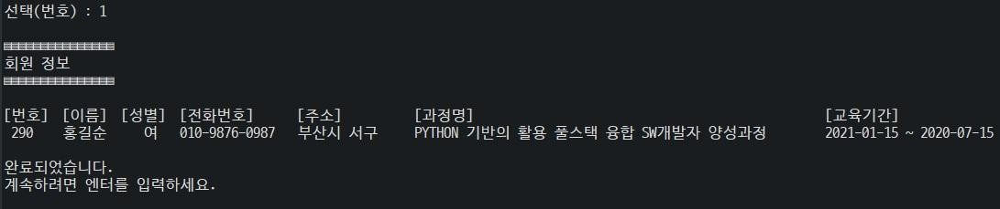 선택(번호) : 1
〓〓〓〓〓〓〓〓〓〓〓〓〓〓〓
회원 정보
〓〓〓〓〓〓〓〓〓〓〓〓〓〓〓
[번호] [이름] [성별] [전화번호] [주소] [과정명] [교육기간]
290 홍길순 여 010-9876-0987 부산시 서구 PYTHON 기반의 활용 풀스택 융합 SW개발자 양성과정 2021-01-15 ~ 2020-07-15
완료되었습니다.
계속하려면 엔터를 입력하세요.